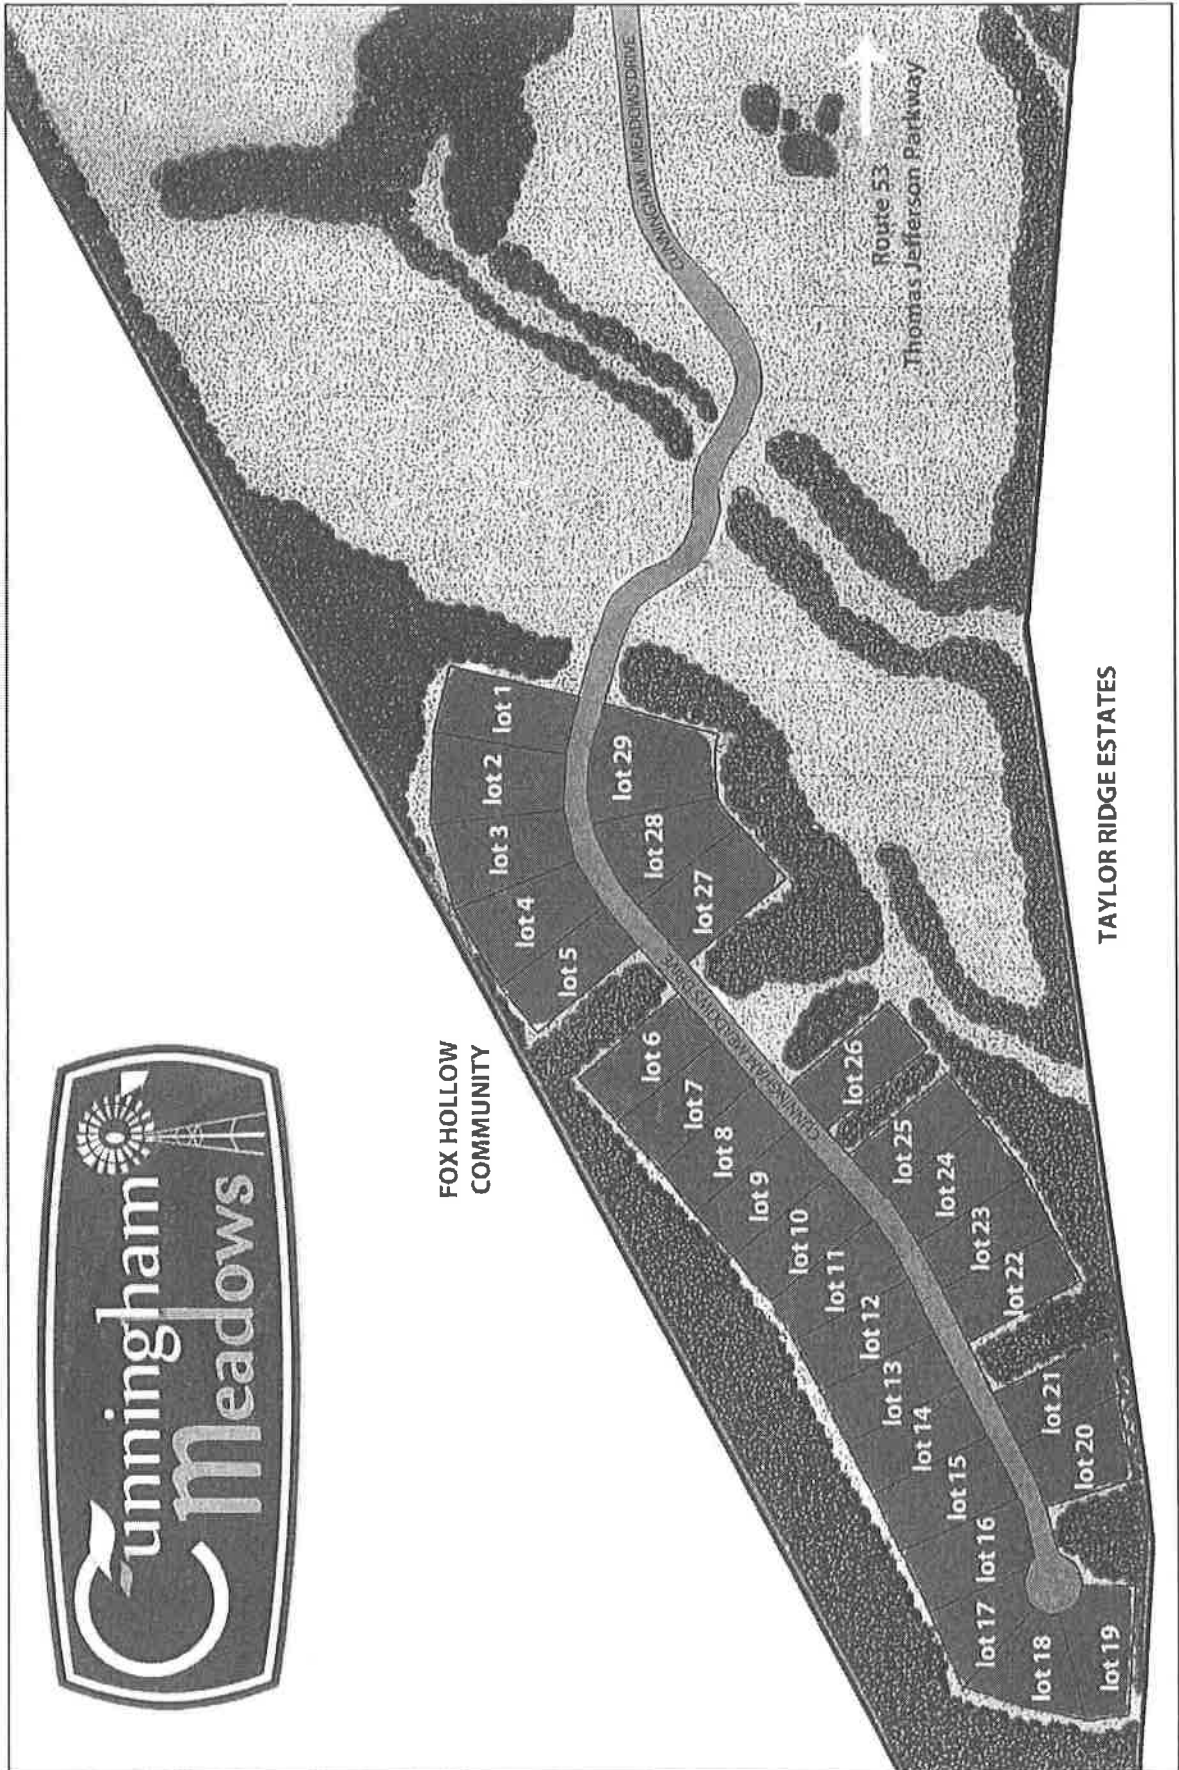 Cunningham
Meadows
FOX HOLLOW
COMMUNITY
CUNNINGHAM MEADOWS DRIVE
Route 53
Thomas Jefferson Parkway
lot 1
lot 2
lot 3
lot 4
lot 5
lot 29
lot 28
lot 27
CUNNINGHAM MEADOWS DRIVE
lot 6
lot 7
lot 8
lot 9
lot 10
lot 11
lot 12
lot 13
lot 14
lot 15
lot 16
lot 17
lot 18
lot 19
lot 20
lot 21
lot 22
lot 23
lot 24
lot 25
lot 26
TAYLOR RIDGE ESTATES